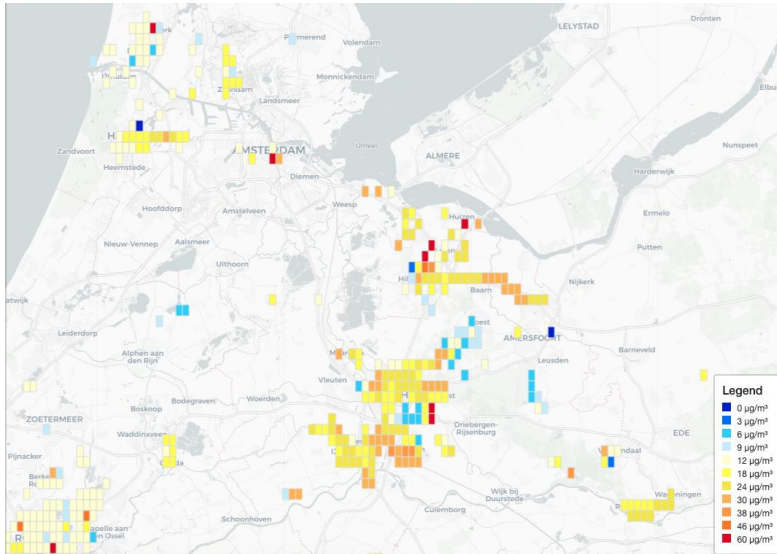 LELYSTAD
Dronten
Volendam
Monnickendam
Landsmeer
AMSTERDAM
Zandvoort
Heemstede
Diemen
ALMERE
Elbu
Nunspeet
Harderwijk
Weesp
Hoofddorp
Amstelveen
Huizen
Ermelo
Nieuw-Vennep
Aalsmeer
Putten
Uithoorn
Nijkerk
Baarn
atwijk
Leiderdorp
AMERSFOORT
Alphen aan
den Rijn
Leusden
Barneveld
Vleuten
Woerden
Bodegraven
Boskoop
ZOETERMEER
Waddinxveen
Driebergen-
Rijsenburg
EDE
Pijnacker
Wijk bij
Duurstede
Culemborg
Schoonhoven
Legend
0 µg/m³
3 µg/m³
6 µg/m³
9 µg/m³
12 µg/m³
18 µg/m³
24 µg/m³
30 µg/m³
38 µg/m³
46 µg/m³
60 µg/m³